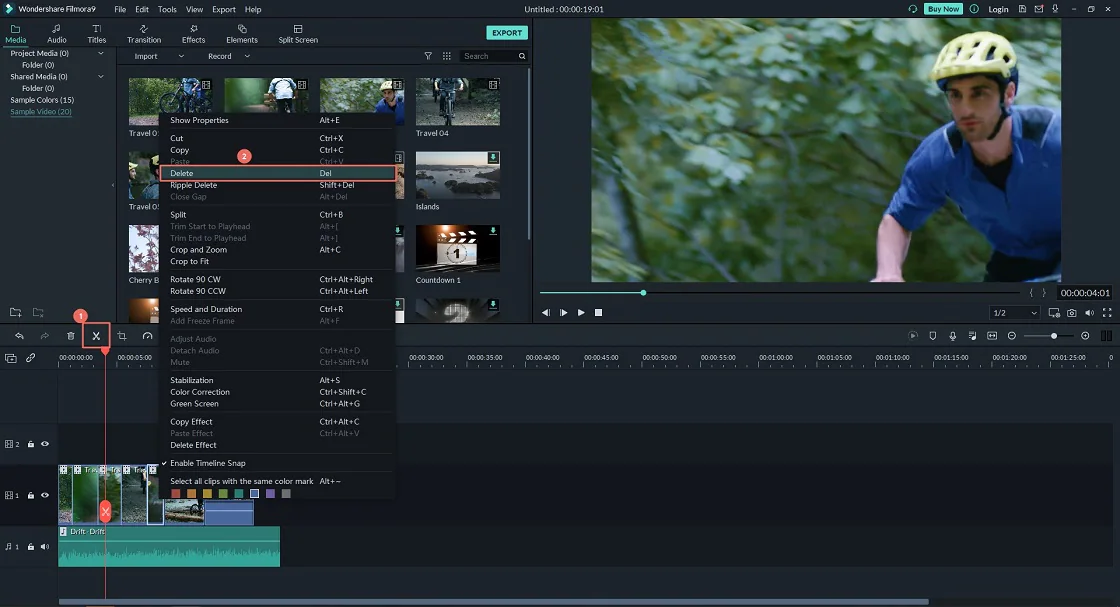 Wondershare Filmora9 File Edit Tools View Export Help Untitled : 00:00:19:01 Buy Now Login
Media Audio Titles Transition Effects Elements Split Screen EXPORT
Project Media (0) Import Record Search
Folder (0)
Shared Media (0)
Folder (0)
Sample Colors (15)
Sample Video (20)
Travel 04
Islands
Countdown 1
Travel 0
Travel 0
Cherry B
Show Properties Alt+E
Cut Ctrl+X
Copy Ctrl+C
Paste Ctrl+V
2
Delete Del
Ripple Delete Shift+Del
Close Gap Alt+Del
Split Ctrl+B
Trim Start to Playhead Alt+[
Trim End to Playhead Alt+]
Crop and Zoom Alt+C
Crop to Fit
Rotate 90 CW Ctrl+Alt+Right
Rotate 90 CCW Ctrl+Alt+Left
Speed and Duration Ctrl+R
Add Freeze Frame Alt+F
Adjust Audio
Detach Audio Ctrl+Alt+D
Mute Ctrl+Shift+M
Stabilization Alt+S
Color Correction Ctrl+Shift+C
Green Screen Ctrl+Alt+G
Copy Effect Ctrl+Alt+C
Paste Effect Ctrl+Alt+V
Delete Effect
Enable Timeline Snap
Select all clips with the same color mark Alt+~
{ } 00:00:04:01
1/2
1
00:00:00:00 00:00:05:00 00:00:30:00 00:00:35:00 00:00:40:00 00:00:45:00 00:00:50:00 00:00:55:00 00:01:00:00 00:01:05:00 00:01:10:00 00:01:15:00 00:01:20:00 00:01:25:00 0
2
1
Drift - Drift
1